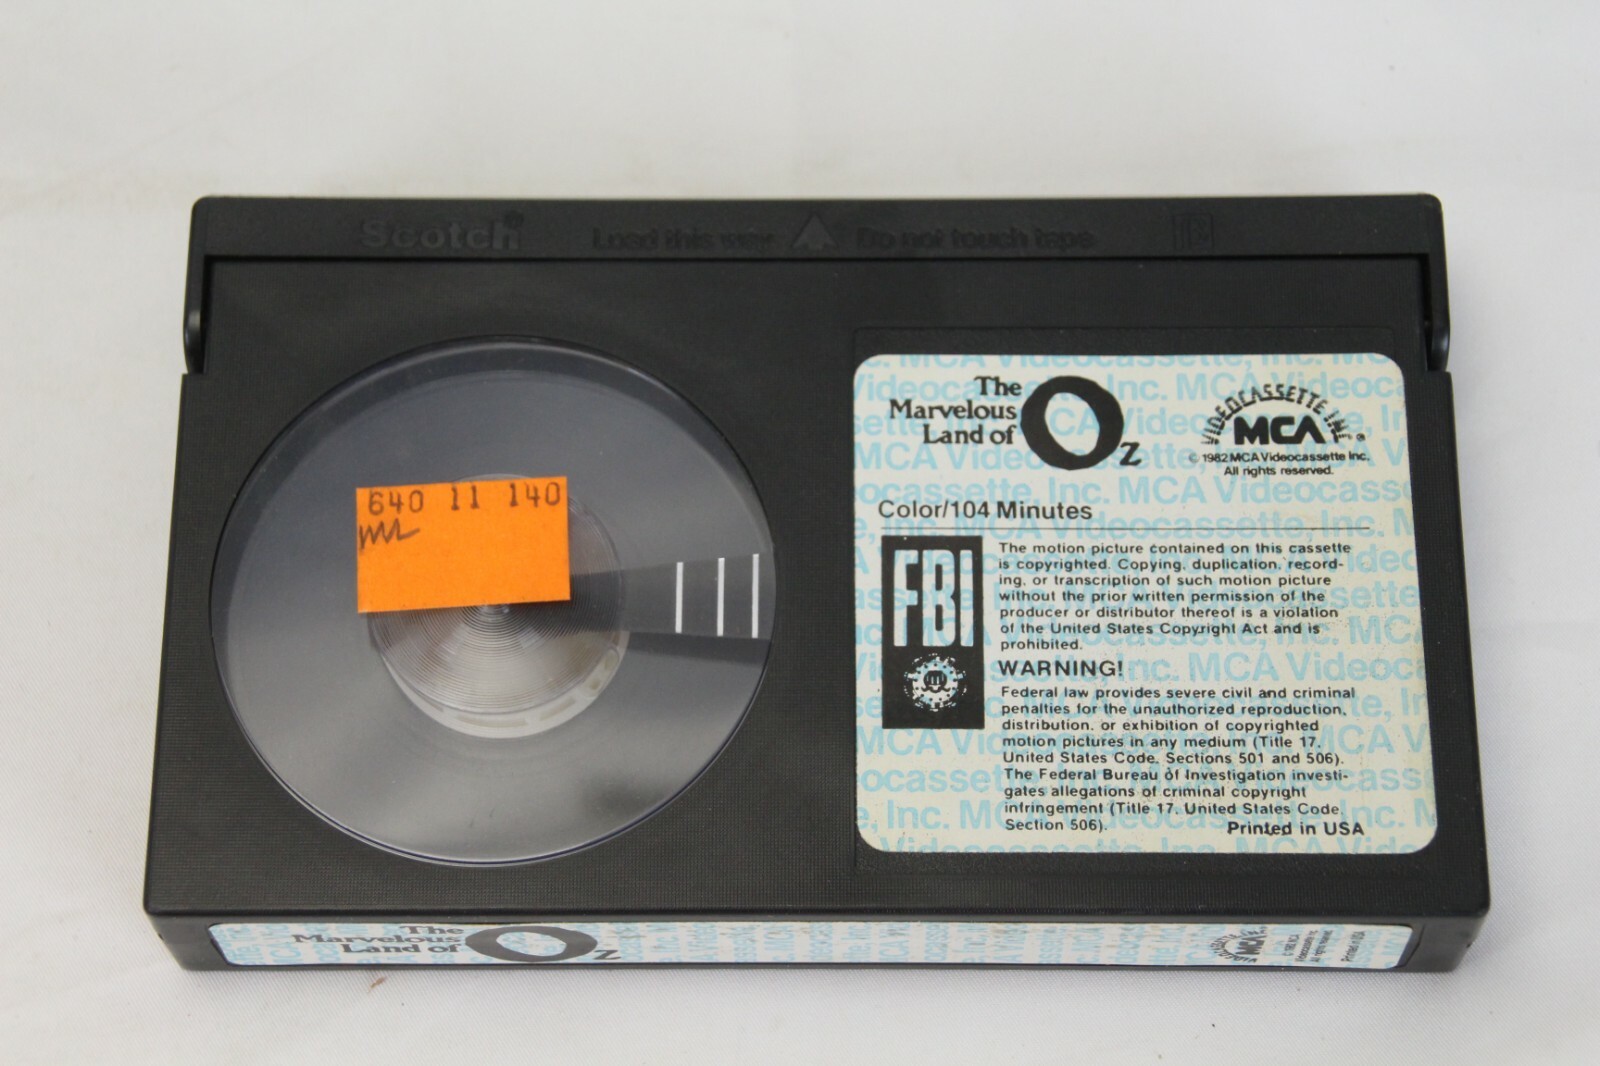 Scotch
Load this way Do not touch tape
640 11 140
The
Marvelous
Land of
Oz
VIDEOCASSETTE INC.
MCA
© 1982 MCA Videocassette Inc.
All rights reserved.
Color/104 Minutes
FBI
The motion picture contained on this cassette
is copyrighted. Copying, duplication, record-
ing, or transcription of such motion picture
without the prior written permission of the
producer or distributor thereof is a violation
of the United States Copyright Act and is
prohibited.
WARNING!
Federal law provides severe civil and criminal
penalties for the unauthorized reproduction,
distribution, or exhibition of copyrighted
motion pictures in any medium (Title 17,
United States Code, Sections 501 and 506).
The Federal Bureau of Investigation investi-
gates allegations of criminal copyright
infringement (Title 17, United States Code,
Section 506).
Printed in USA
The
Marvelous
Land of
Oz
MCA
Printed in USA